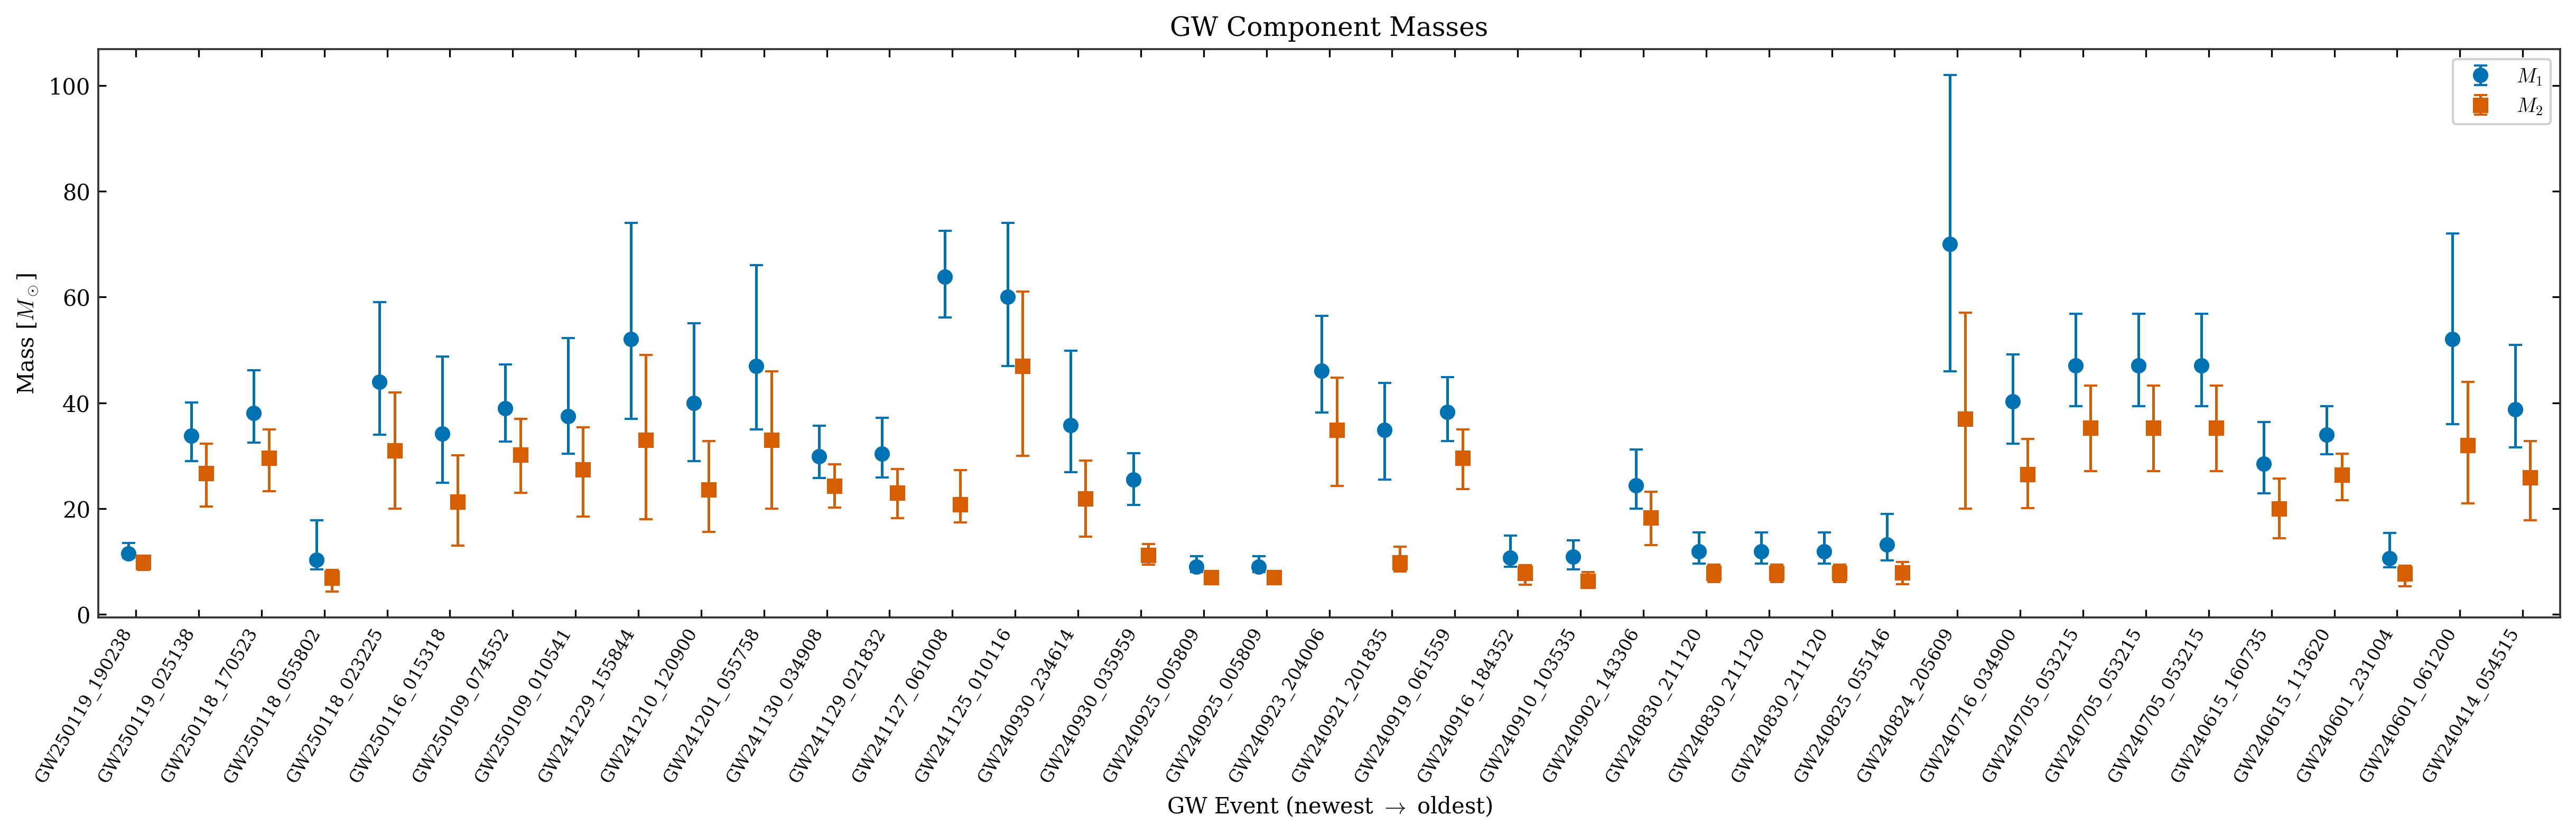 GW Component Masses
M₁
M₂
Mass [M⊙]
100
80
60
40
20
0
GW250119_190238
GW250119_025138
GW250118_170523
GW250118_055802
GW250118_023225
GW250116_015318
GW250109_074552
GW250109_010541
GW241229_155844
GW241210_120900
GW241201_055758
GW241130_034908
GW241129_021832
GW241127_061008
GW241125_010116
GW240930_234614
GW240930_035959
GW240925_005809
GW240925_005809
GW240923_204006
GW240921_201835
GW240919_061559
GW240916_184352
GW240910_103535
GW240902_143306
GW240830_211120
GW240830_211120
GW240830_211120
GW240825_055146
GW240824_205609
GW240716_034900
GW240705_053215
GW240705_053215
GW240705_053215
GW240615_160735
GW240615_113620
GW240601_231004
GW240601_061200
GW240414_054515
GW Event (newest → oldest)